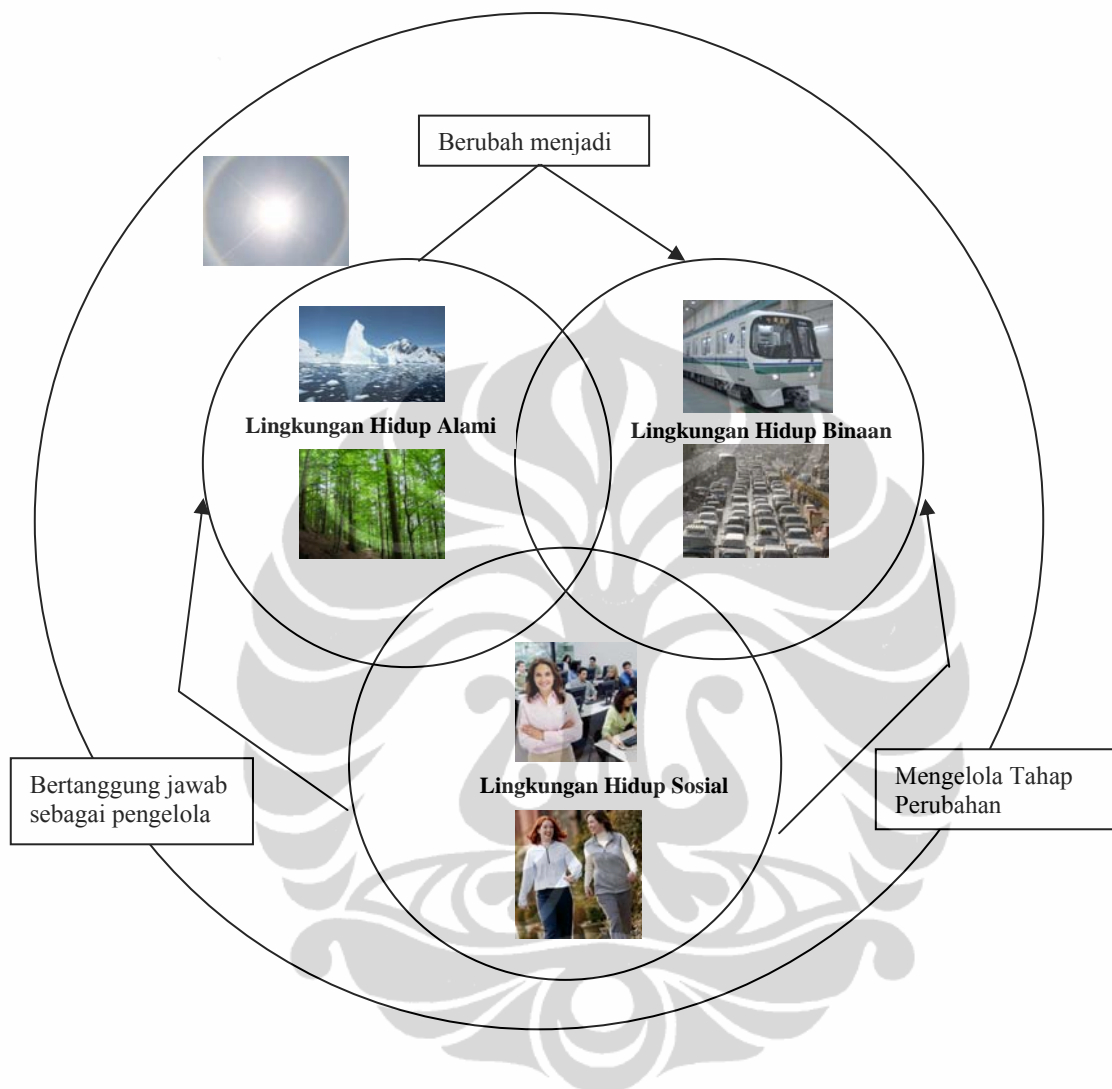 Berubah menjadi
Lingkungan Hidup Alami
Lingkungan Hidup Binaan
Lingkungan Hidup Sosial
Bertanggung jawab
sebagai pengelola
Mengelola Tahap
Perubahan